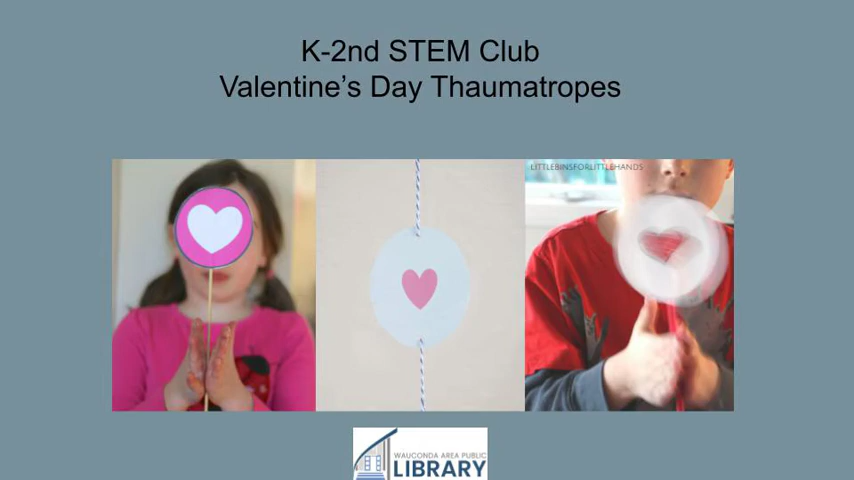 K-2nd STEM Club
Valentine’s Day Thaumatropes
LITTLEBINSFORLITTLEHANDS
WAUCONDA AREA PUBLIC
LIBRARY